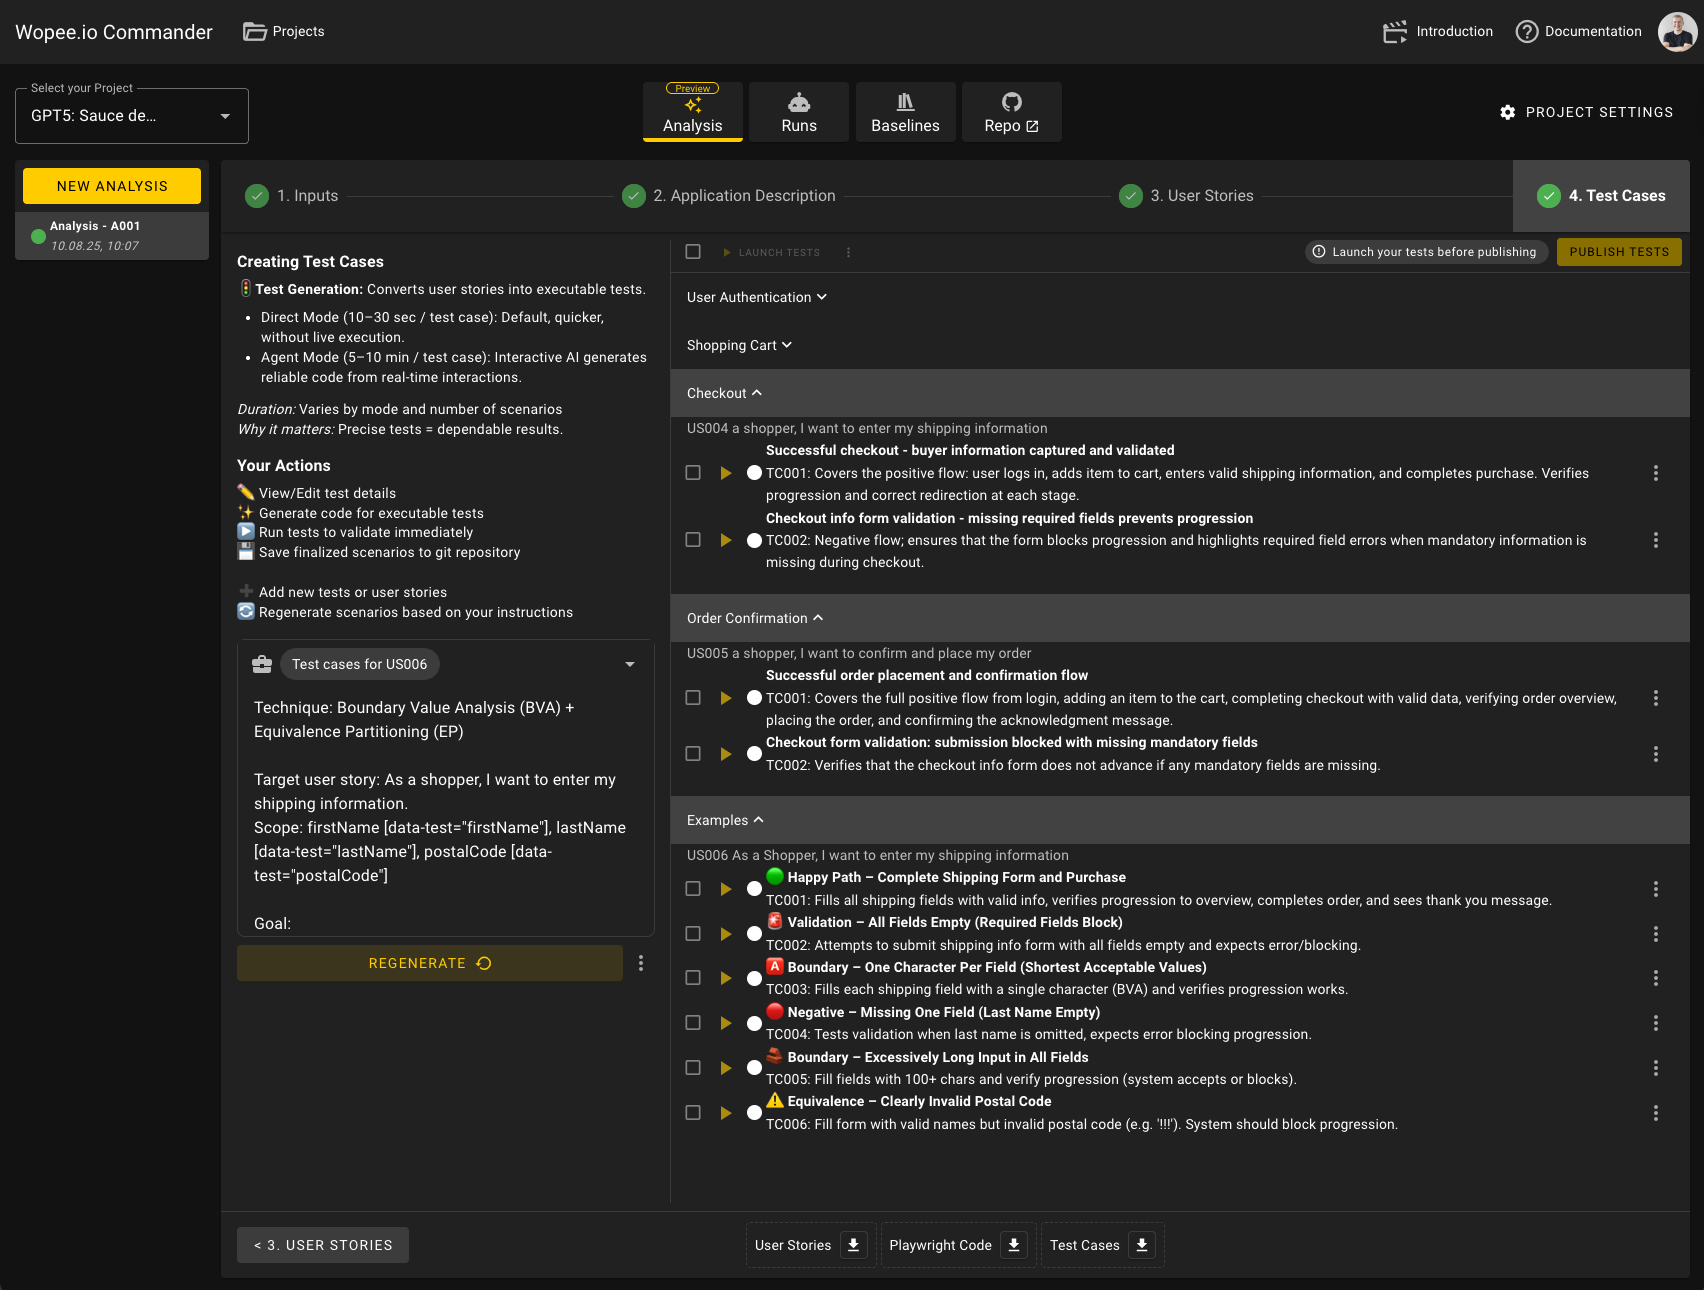 Wopee.io Commander
Projects
Introduction
Documentation
Select your Project
GPT5: Sauce de...
Preview
Analysis
Runs
Baselines
Repo
PROJECT SETTINGS
NEW ANALYSIS
Analysis - A001
10.08.25, 10:07
1. Inputs
2. Application Description
3. User Stories
4. Test Cases
Creating Test Cases
Test Generation: Converts user stories into executable tests.
• Direct Mode (10–30 sec / test case): Default, quicker,
without live execution.
• Agent Mode (5–10 min / test case): Interactive AI generates
reliable code from real-time interactions.
Duration: Varies by mode and number of scenarios
Why it matters: Precise tests = dependable results.
Your Actions
View/Edit test details
Generate code for executable tests
Run tests to validate immediately
Save finalized scenarios to git repository
Add new tests or user stories
Regenerate scenarios based on your instructions
Test cases for US006
Technique: Boundary Value Analysis (BVA) +
Equivalence Partitioning (EP)
Target user story: As a shopper, I want to enter my
shipping information.
Scope: firstName [data-test="firstName"], lastName
[data-test="lastName"], postalCode [data-
test="postalCode"]
Goal:
REGENERATE
LAUNCH TESTS
Launch your tests before publishing
PUBLISH TESTS
User Authentication
Shopping Cart
Checkout
US004 a shopper, I want to enter my shipping information
Successful checkout - buyer information captured and validated
TC001: Covers the positive flow: user logs in, adds item to cart, enters valid shipping information, and completes purchase. Verifies
progression and correct redirection at each stage.
Checkout info form validation - missing required fields prevents progression
TC002: Negative flow; ensures that the form blocks progression and highlights required field errors when mandatory information is
missing during checkout.
Order Confirmation
US005 a shopper, I want to confirm and place my order
Successful order placement and confirmation flow
TC001: Covers the full positive flow from login, adding an item to the cart, completing checkout with valid data, verifying order overview,
placing the order, and confirming the acknowledgment message.
Checkout form validation: submission blocked with missing mandatory fields
TC002: Verifies that the checkout info form does not advance if any mandatory fields are missing.
Examples
US006 As a Shopper, I want to enter my shipping information
Happy Path – Complete Shipping Form and Purchase
TC001: Fills all shipping fields with valid info, verifies progression to overview, completes order, and sees thank you message.
Validation – All Fields Empty (Required Fields Block)
TC002: Attempts to submit shipping info form with all fields empty and expects error/blocking.
A Boundary – One Character Per Field (Shortest Acceptable Values)
TC003: Fills each shipping field with a single character (BVA) and verifies progression works.
Negative – Missing One Field (Last Name Empty)
TC004: Tests validation when last name is omitted, expects error blocking progression.
Boundary – Excessively Long Input in All Fields
TC005: Fill fields with 100+ chars and verify progression (system accepts or blocks).
Equivalence – Clearly Invalid Postal Code
TC006: Fill form with valid names but invalid postal code (e.g. '!!!'). System should block progression.
< 3. USER STORIES
User Stories
Playwright Code
Test Cases